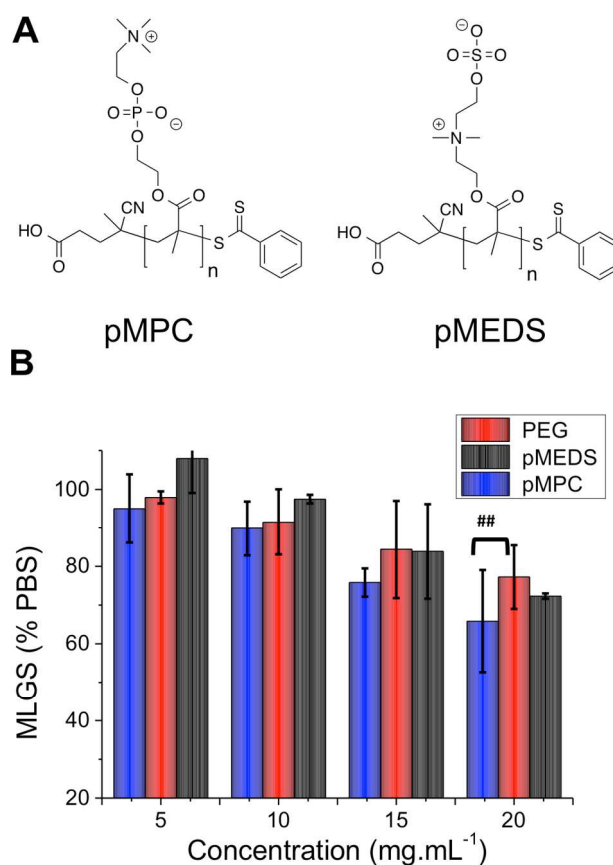 A
N
⊕
O
O=P-O
⊖
O
O
O
CN
HO
O
S
S
n
pMPC
O
⊖
O=S=O
O
⊕
N
O
O
CN
HO
O
S
S
n
pMEDS
B
MLGS (% PBS)
100
80
60
40
20
PEG
pMEDS
pMPC
##
5 10 15 20
Concentration (mg.mL⁻¹)